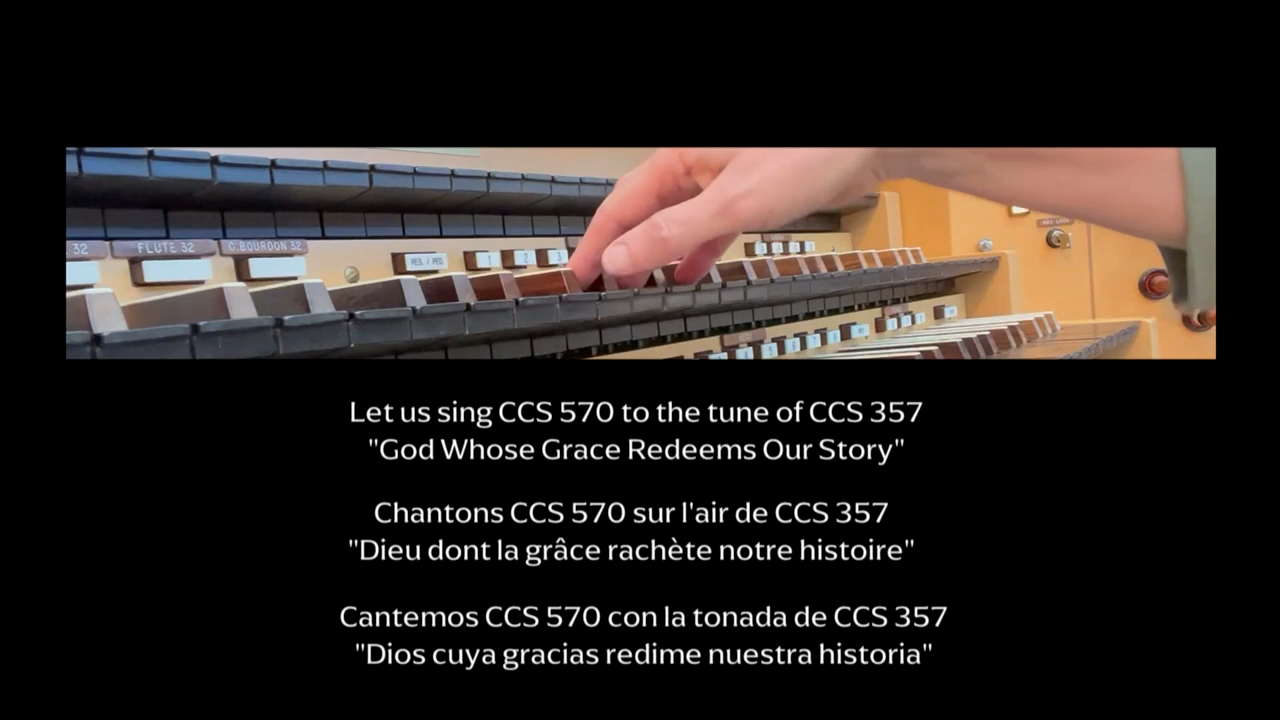 32
FLUTE 32
C.BOURDON 32
1
2
3
Let us sing CCS 570 to the tune of CCS 357
"God Whose Grace Redeems Our Story"
Chantons CCS 570 sur l'air de CCS 357
"Dieu dont la grâce rachète notre histoire"
Cantemos CCS 570 con la tonada de CCS 357
"Dios cuya gracias redime nuestra historia"